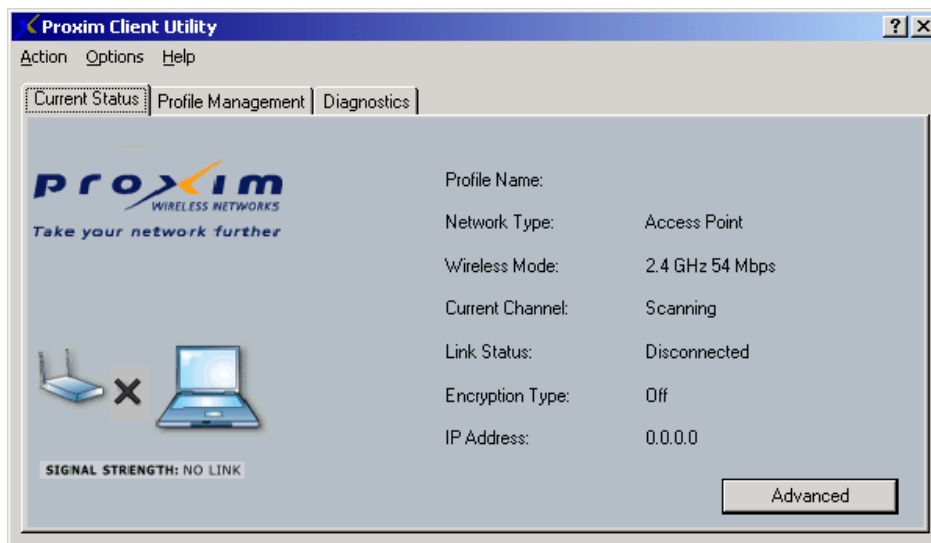 Proxim Client Utility
Action Options Help
Current Status Profile Management Diagnostics
proxim
WIRELESS NETWORKS
Take your network further
Profile Name:
Network Type: Access Point
Wireless Mode: 2.4 GHz 54 Mbps
Current Channel: Scanning
Link Status: Disconnected
Encryption Type: Off
IP Address: 0.0.0.0
SIGNAL STRENGTH: NO LINK
Advanced